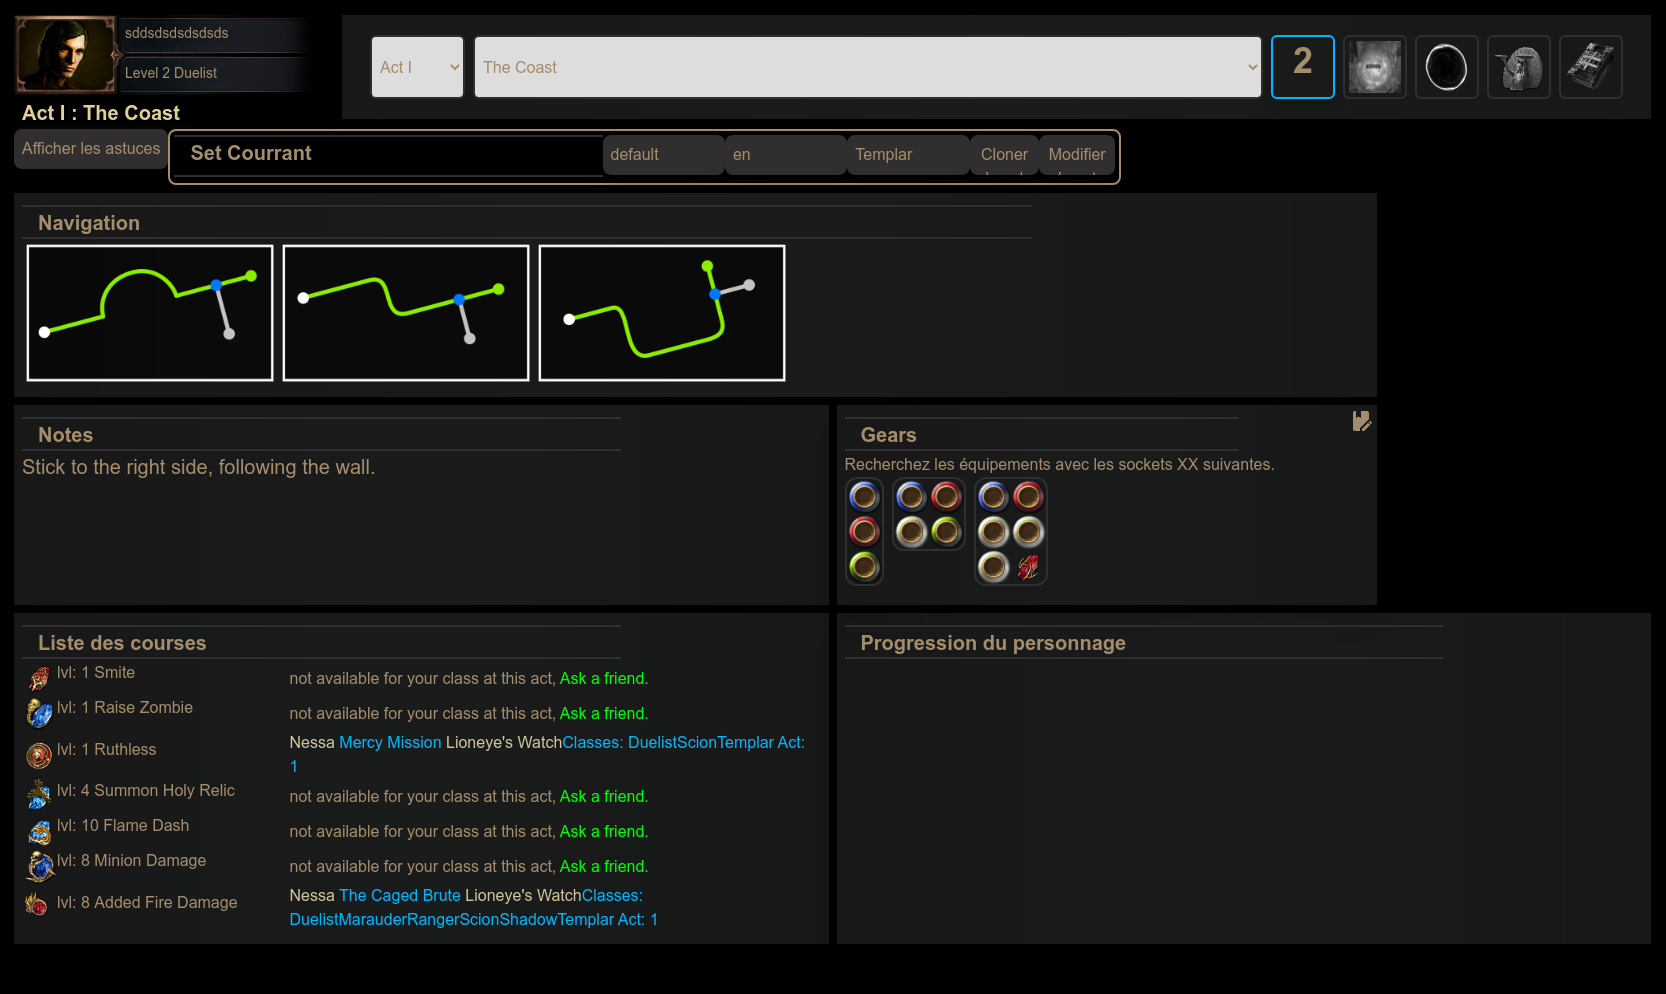 sddsdsdsdsdsds
Level 2 Duelist
Act I : The Coast
Act I
The Coast
2
Afficher les astuces
Set Courrant
default
en
Templar
Cloner
Modifier
Navigation
Notes
Stick to the right side, following the wall.
Gears
Recherchez les équipements avec les sockets XX suivantes.
Liste des courses
lvl: 1 Smite
not available for your class at this act, Ask a friend.
lvl: 1 Raise Zombie
not available for your class at this act, Ask a friend.
lvl: 1 Ruthless
Nessa Mercy Mission Lioneye's WatchClasses: DuelistScionTemplar Act:
1
lvl: 4 Summon Holy Relic
not available for your class at this act, Ask a friend.
lvl: 10 Flame Dash
not available for your class at this act, Ask a friend.
lvl: 8 Minion Damage
not available for your class at this act, Ask a friend.
lvl: 8 Added Fire Damage
Nessa The Caged Brute Lioneye's WatchClasses:
DuelistMarauderRangerScionShadowTemplar Act: 1
Progression du personnage